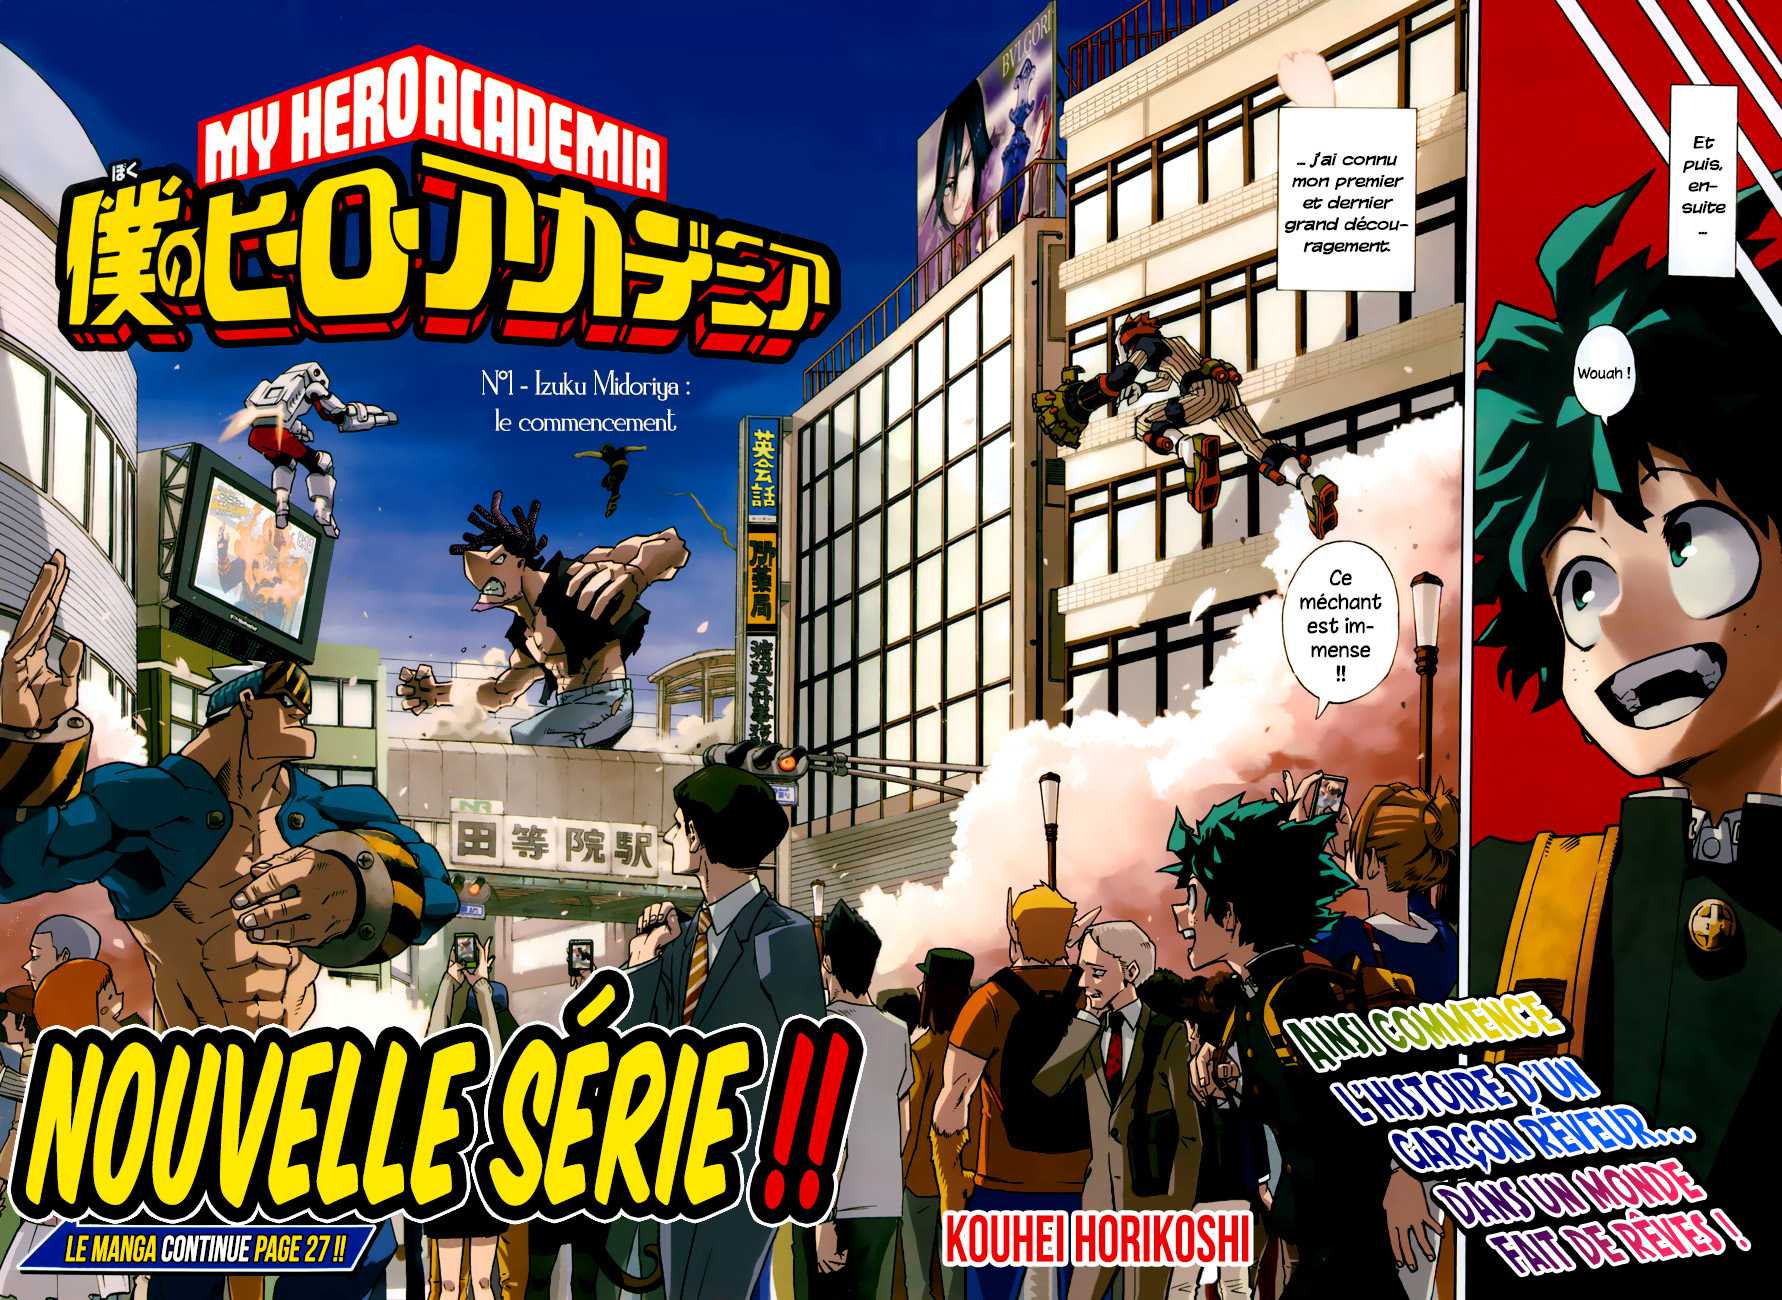 MY HERO ACADEMIA
ぼく
僕のヒーローアカデミア
N°1 - Izuku Midoriya :
le commencement
BVLGORI
... j'ai connu
mon premier
et dernier
grand décou-
ragement.
Et
puis,
en-
suite
...
Wouah !
Ce
méchant
est im-
mense
!!
英会話
薬局
田等院駅
NOUVELLE SÉRIE !!
LE MANGA CONTINUE PAGE 27 !!
KOUHEI HORIKOSHI
AINSI COMMENCE
L'HISTOIRE D'UN
GARÇON RÊVEUR...
DANS UN MONDE
FAIT DE RÊVES !